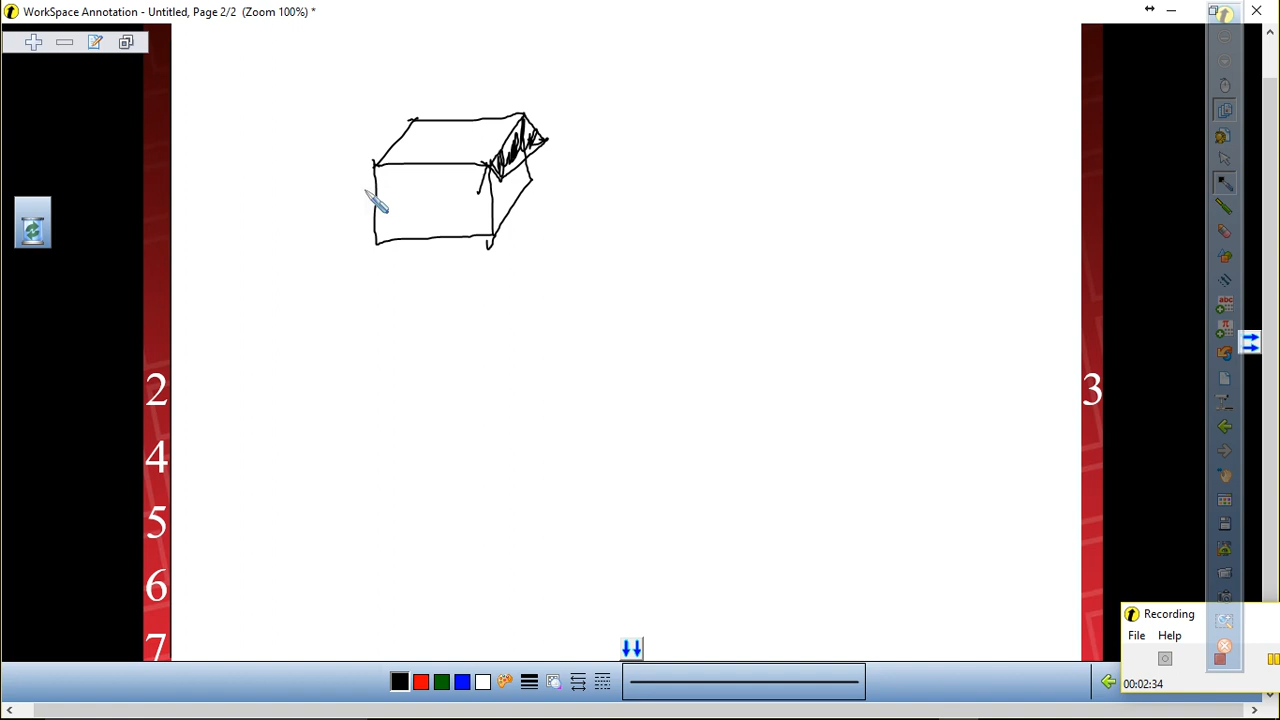 WorkSpace Annotation - Untitled, Page 2/2 (Zoom 100%) *
2
3
4
5
6
7
abc
π
Recording
File Help
00:02:34